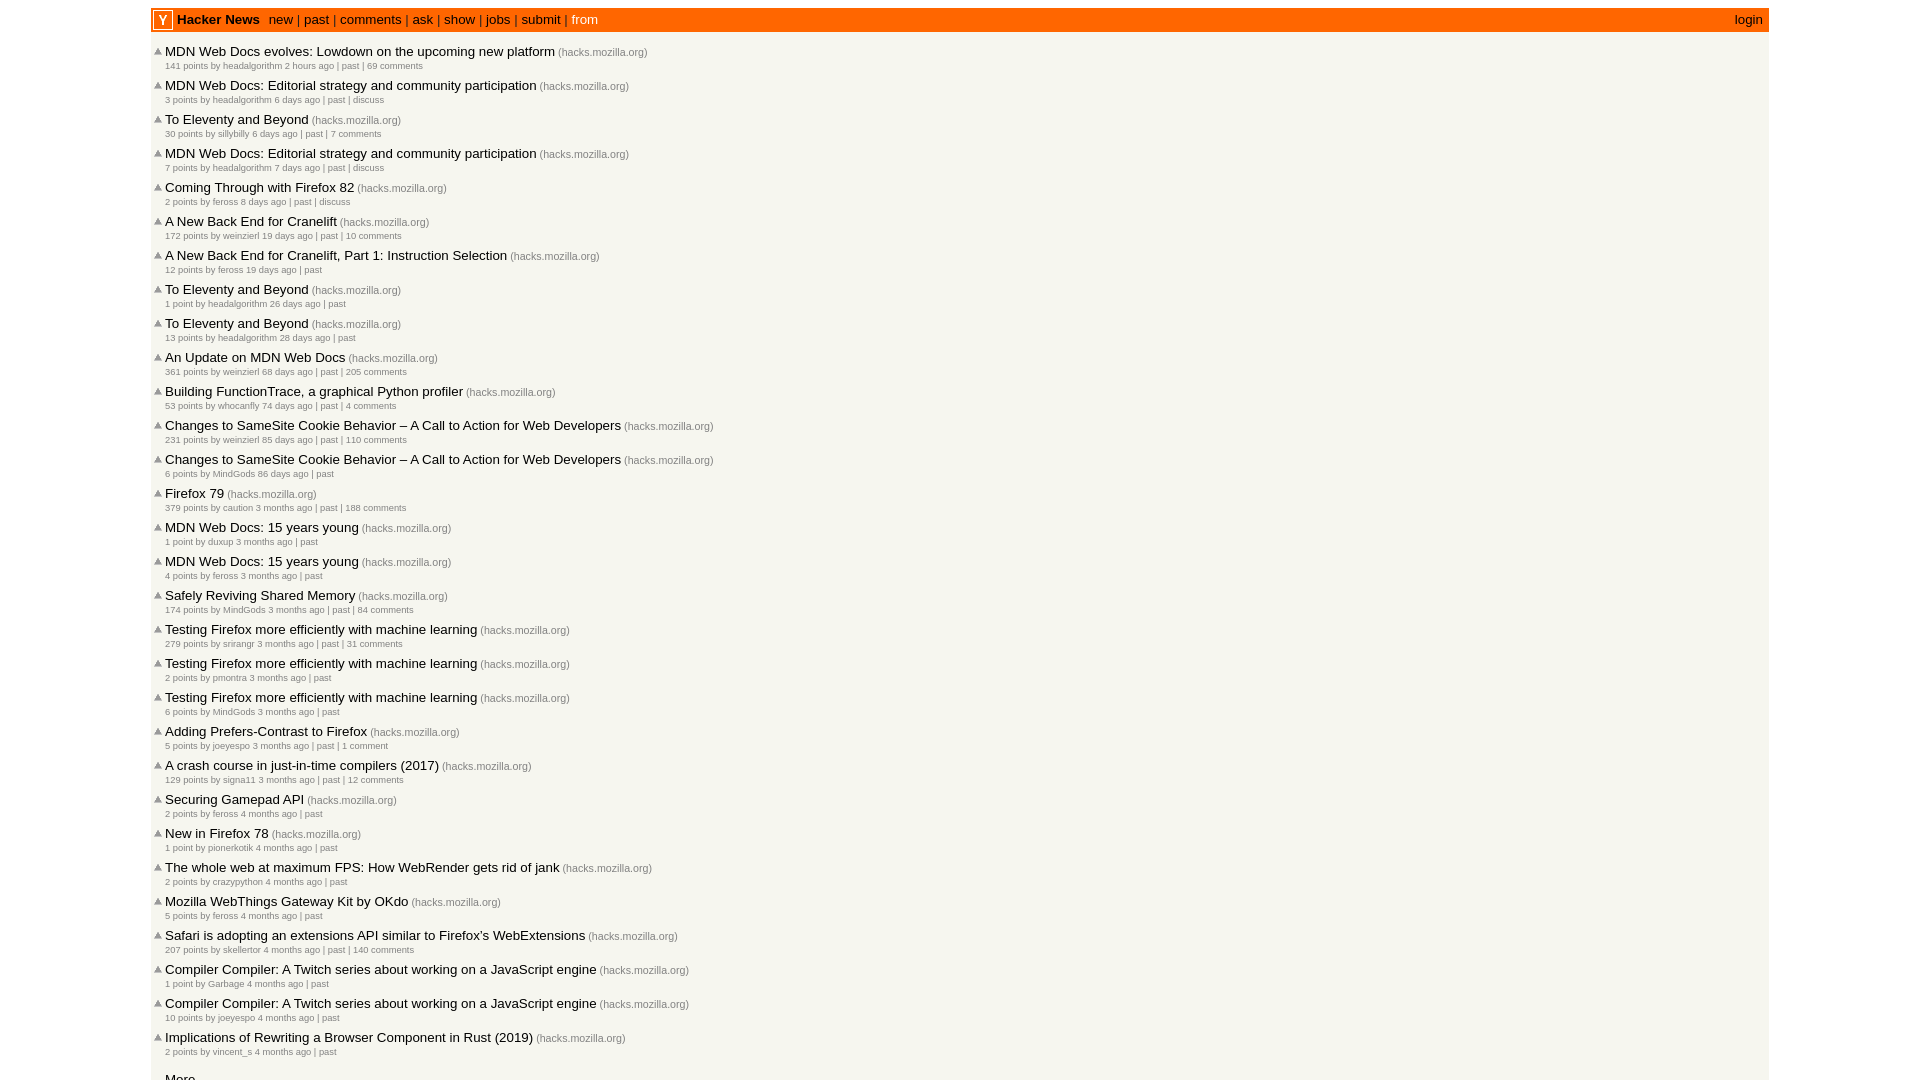 Y Hacker News new | past | comments | ask | show | jobs | submit | from login
MDN Web Docs evolves: Lowdown on the upcoming new platform (hacks.mozilla.org)
141 points by headalgorithm 2 hours ago | past | 69 comments
MDN Web Docs: Editorial strategy and community participation (hacks.mozilla.org)
3 points by headalgorithm 6 days ago | past | discuss
To Eleventy and Beyond (hacks.mozilla.org)
30 points by sillybilly 6 days ago | past | 7 comments
MDN Web Docs: Editorial strategy and community participation (hacks.mozilla.org)
7 points by headalgorithm 7 days ago | past | discuss
Coming Through with Firefox 82 (hacks.mozilla.org)
2 points by feross 8 days ago | past | discuss
A New Back End for Cranelift (hacks.mozilla.org)
172 points by weinzierl 19 days ago | past | 10 comments
A New Back End for Cranelift, Part 1: Instruction Selection (hacks.mozilla.org)
12 points by feross 19 days ago | past
To Eleventy and Beyond (hacks.mozilla.org)
1 point by headalgorithm 26 days ago | past
To Eleventy and Beyond (hacks.mozilla.org)
13 points by headalgorithm 28 days ago | past
An Update on MDN Web Docs (hacks.mozilla.org)
361 points by weinzierl 68 days ago | past | 205 comments
Building FunctionTrace, a graphical Python profiler (hacks.mozilla.org)
53 points by whocanfly 74 days ago | past | 4 comments
Changes to SameSite Cookie Behavior – A Call to Action for Web Developers (hacks.mozilla.org)
231 points by weinzierl 85 days ago | past | 110 comments
Changes to SameSite Cookie Behavior – A Call to Action for Web Developers (hacks.mozilla.org)
6 points by MindGods 86 days ago | past
Firefox 79 (hacks.mozilla.org)
379 points by caution 3 months ago | past | 188 comments
MDN Web Docs: 15 years young (hacks.mozilla.org)
1 point by duxup 3 months ago | past
MDN Web Docs: 15 years young (hacks.mozilla.org)
4 points by feross 3 months ago | past
Safely Reviving Shared Memory (hacks.mozilla.org)
174 points by MindGods 3 months ago | past | 84 comments
Testing Firefox more efficiently with machine learning (hacks.mozilla.org)
279 points by srirangr 3 months ago | past | 31 comments
Testing Firefox more efficiently with machine learning (hacks.mozilla.org)
2 points by pmontra 3 months ago | past
Testing Firefox more efficiently with machine learning (hacks.mozilla.org)
6 points by MindGods 3 months ago | past
Adding Prefers-Contrast to Firefox (hacks.mozilla.org)
5 points by joeyespo 3 months ago | past | 1 comment
A crash course in just-in-time compilers (2017) (hacks.mozilla.org)
129 points by signa11 3 months ago | past | 12 comments
Securing Gamepad API (hacks.mozilla.org)
2 points by feross 4 months ago | past
New in Firefox 78 (hacks.mozilla.org)
1 point by pionerkotik 4 months ago | past
The whole web at maximum FPS: How WebRender gets rid of jank (hacks.mozilla.org)
2 points by crazypython 4 months ago | past
Mozilla WebThings Gateway Kit by OKdo (hacks.mozilla.org)
5 points by feross 4 months ago | past
Safari is adopting an extensions API similar to Firefox’s WebExtensions (hacks.mozilla.org)
207 points by skellertor 4 months ago | past | 140 comments
Compiler Compiler: A Twitch series about working on a JavaScript engine (hacks.mozilla.org)
1 point by Garbage 4 months ago | past
Compiler Compiler: A Twitch series about working on a JavaScript engine (hacks.mozilla.org)
10 points by joeyespo 4 months ago | past
Implications of Rewriting a Browser Component in Rust (2019) (hacks.mozilla.org)
2 points by vincent_s 4 months ago | past
More